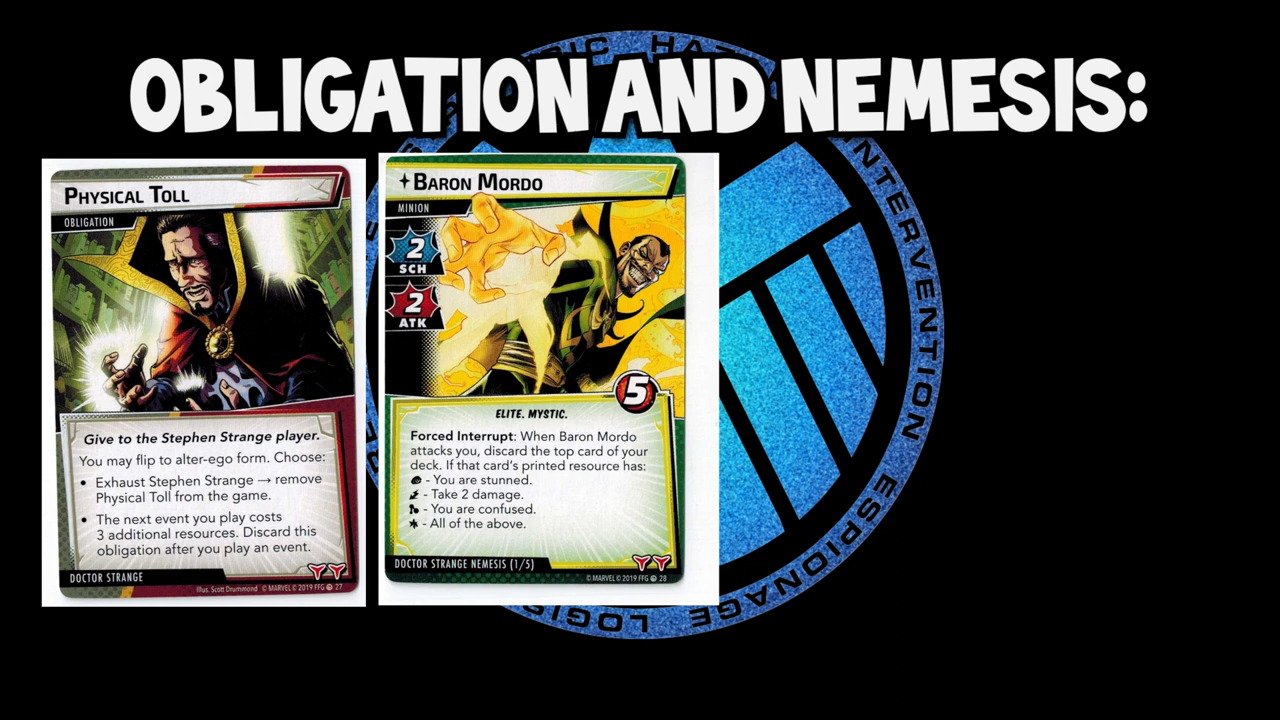 OBLIGATION AND NEMESIS:
PHYSICAL TOLL
OBLIGATION
Give to the Stephen Strange player.
You may flip to alter-ego form. Choose:
• Exhaust Stephen Strange → remove
Physical Toll from the game.
• The next event you play costs
3 additional resources. Discard this
obligation after you play an event.
DOCTOR STRANGE
Illus. Scott Drummond © MARVEL © 2019 FFG 27
BARON MORDO
MINION
2
SCH
2
ATK
5
ELITE. MYSTIC.
Forced Interrupt: When Baron Mordo
attacks you, discard the top card of your
deck. If that card's printed resource has:
- You are stunned.
- Take 2 damage.
- You are confused.
- All of the above.
DOCTOR STRANGE NEMESIS (1/5)
© MARVEL © 2019 FFG 28
INTERVENTION
ESPIONAGE
LOGIS